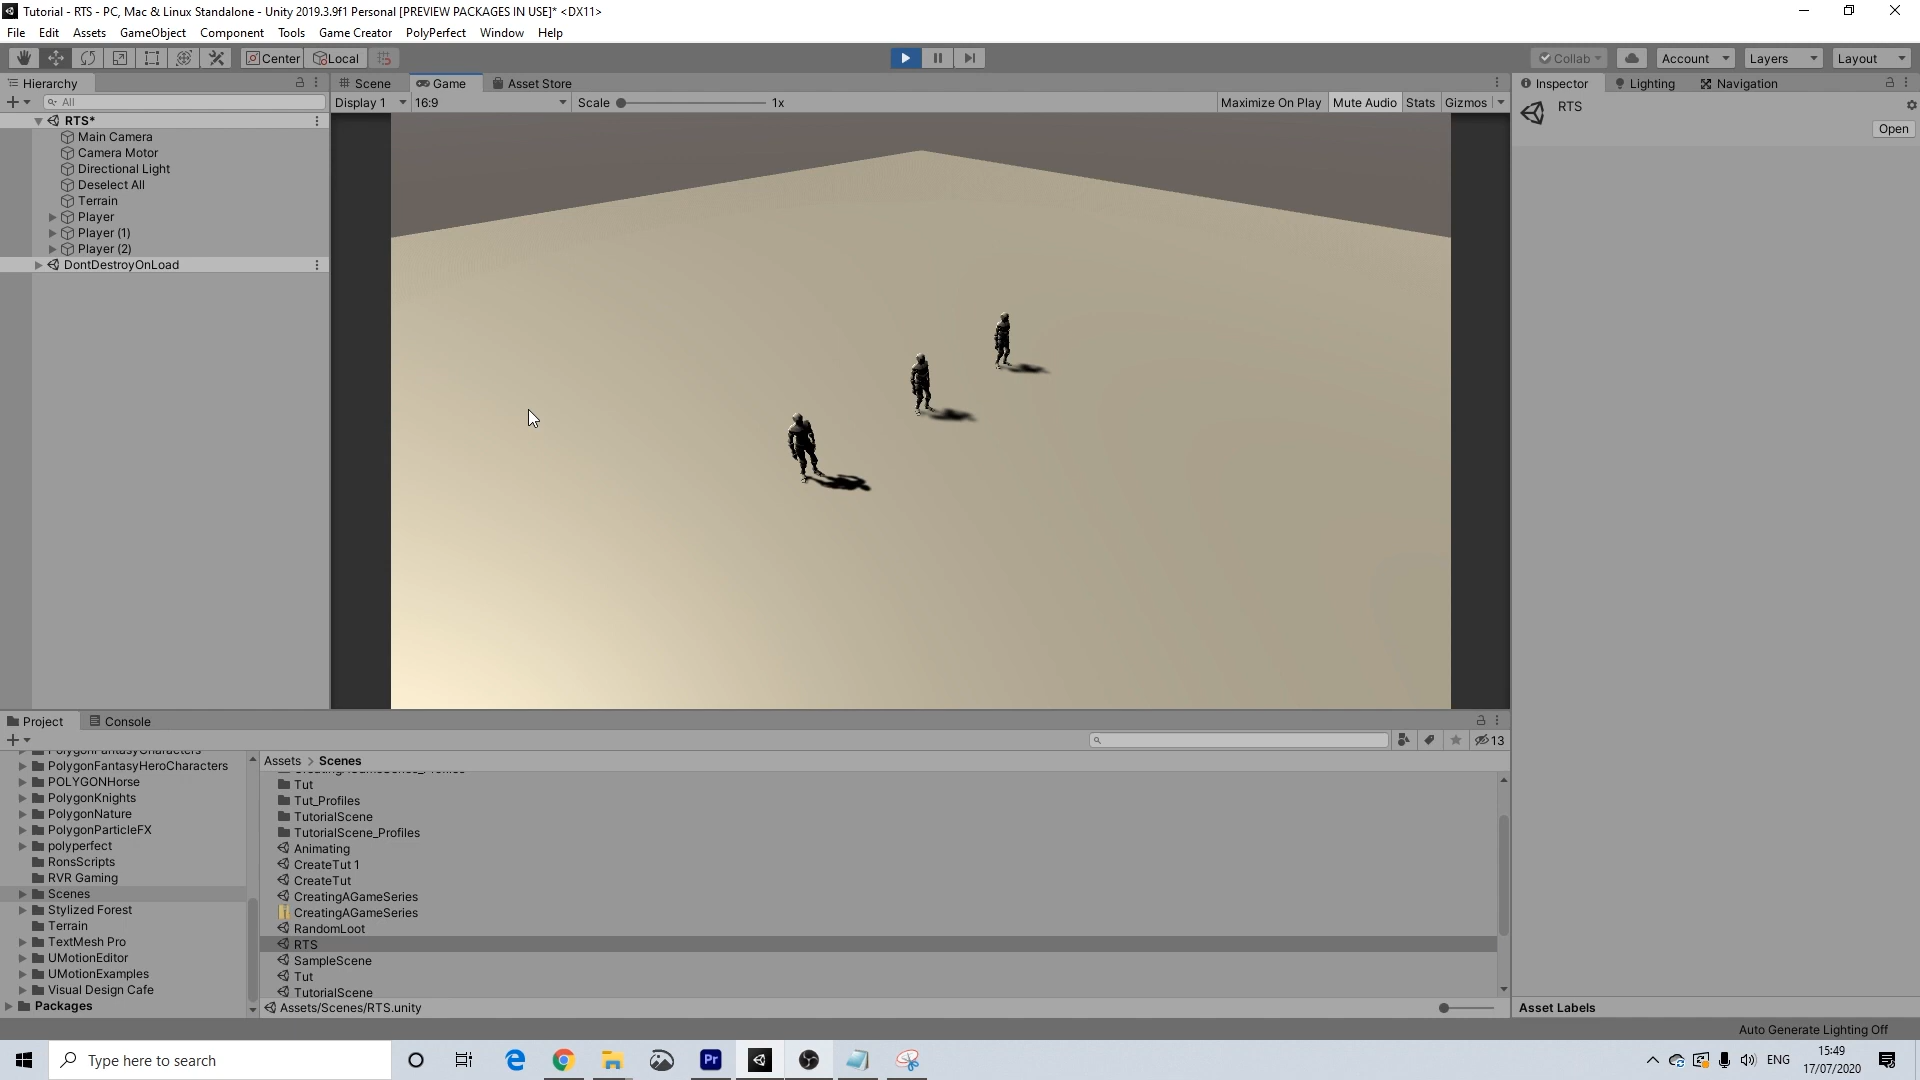 Tutorial - RTS - PC, Mac & Linux Standalone - Unity 2019.3.9f1 Personal [PREVIEW PACKAGES IN USE]* <DX11>
File Edit Assets GameObject Component Tools Game Creator PolyPerfect Window Help
Center Local Collab Account Layers Layout
Hierarchy Scene Game Asset Store Inspector Lighting Navigation
All Display 1 16:9 Scale 1x Maximize On Play Mute Audio Stats Gizmos
RTS
Open
RTS*
Main Camera
Camera Motor
Directional Light
Deselect All
Terrain
Player
Player (1)
Player (2)
DontDestroyOnLoad
Project Console
13
PolygonFantasyCharacters
PolygonFantasyHeroCharacters
POLYGONHorse
PolygonKnights
PolygonNature
PolygonParticleFX
polyperfect
RonsScripts
RVR Gaming
Scenes
Stylized Forest
Terrain
TextMesh Pro
UMotionEditor
UMotionExamples
Visual Design Cafe
Packages
Assets > Scenes
CreatingAGameSeries_Profiles
Tut
Tut_Profiles
TutorialScene
TutorialScene_Profiles
Animating
CreateTut 1
CreateTut
CreatingAGameSeries
CreatingAGameSeries
RandomLoot
RTS
SampleScene
Tut
TutorialScene
Assets/Scenes/RTS.unity
Asset Labels
Auto Generate Lighting Off
Type here to search
Pr
ENG
15:49
17/07/2020